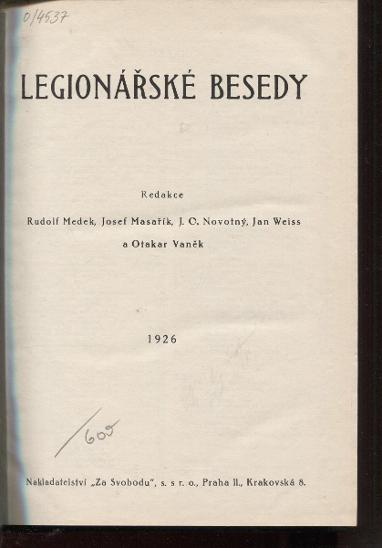 0/4537
LEGIONÁŘSKÉ BESEDY
Redakce
Rudolf Medek, Josef Masařík, J. C. Novotný, Jan Weiss
a Otakar Vaněk
1926
Nakladatelství „Za Svobodu“, s. s r. o., Praha II., Krakovská 8.